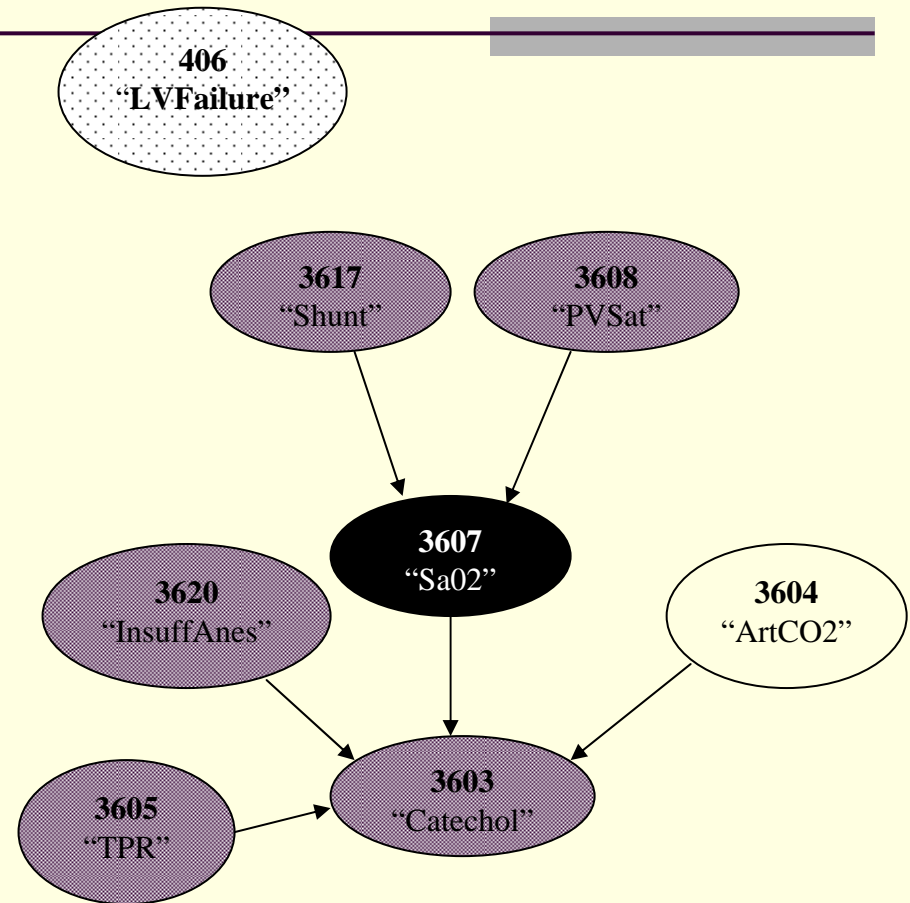 406
“LVFailure”
3617
“Shunt”
3608
“PVSat”
3607
“Sa02”
3620
“InsuffAnes”
3604
“ArtCO2”
3605
“TPR”
3603
“Catechol”